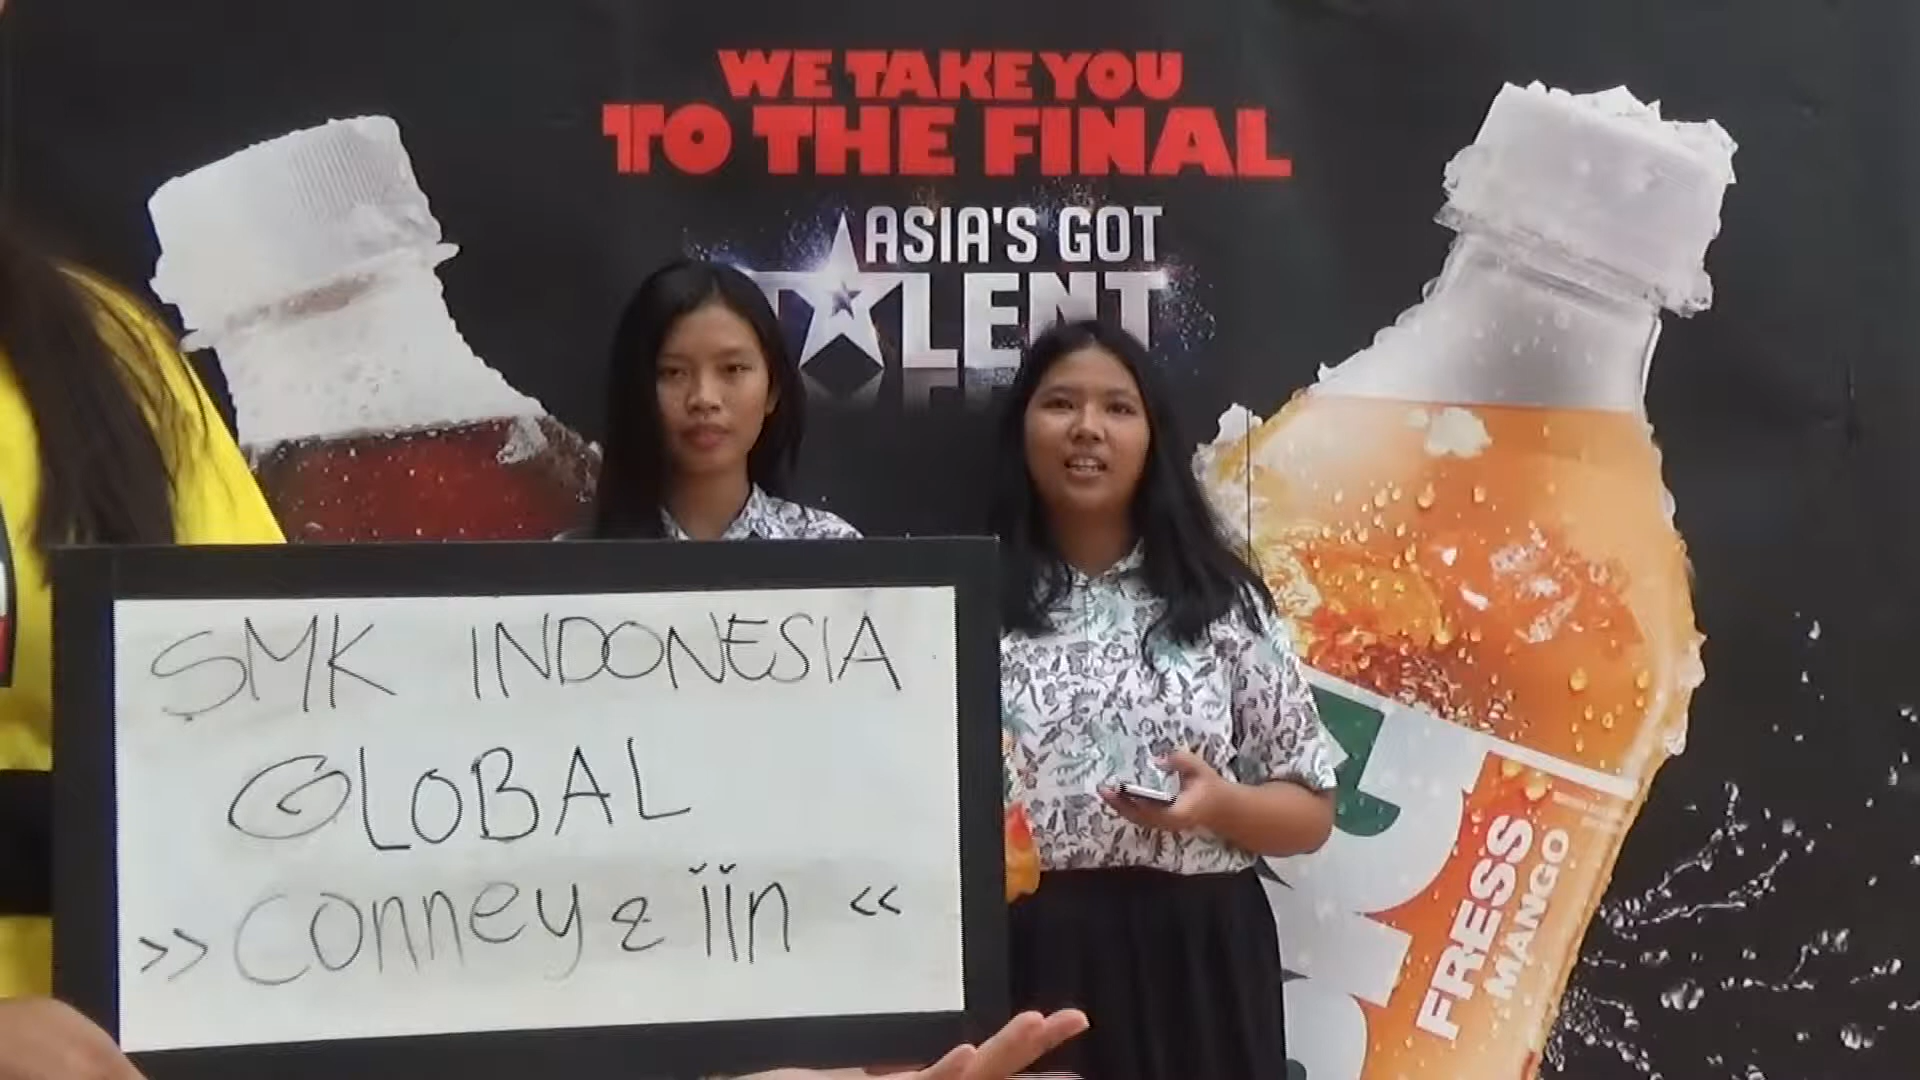 WE TAKE YOU
TO THE FINAL
ASIA'S GOT
TALENT
SMK INDONESIA
GLOBAL
>> Conney & iin <<
FRESS
MANGO